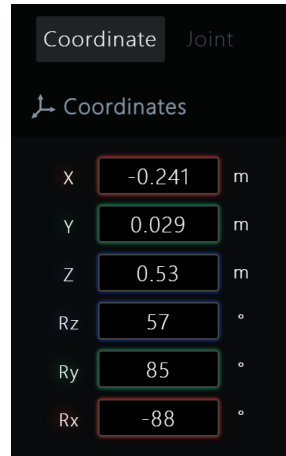 Coordinate Joint
Coordinates
X -0.241 m
Y 0.029 m
Z 0.53 m
Rz 57 °
Ry 85 °
Rx -88 °